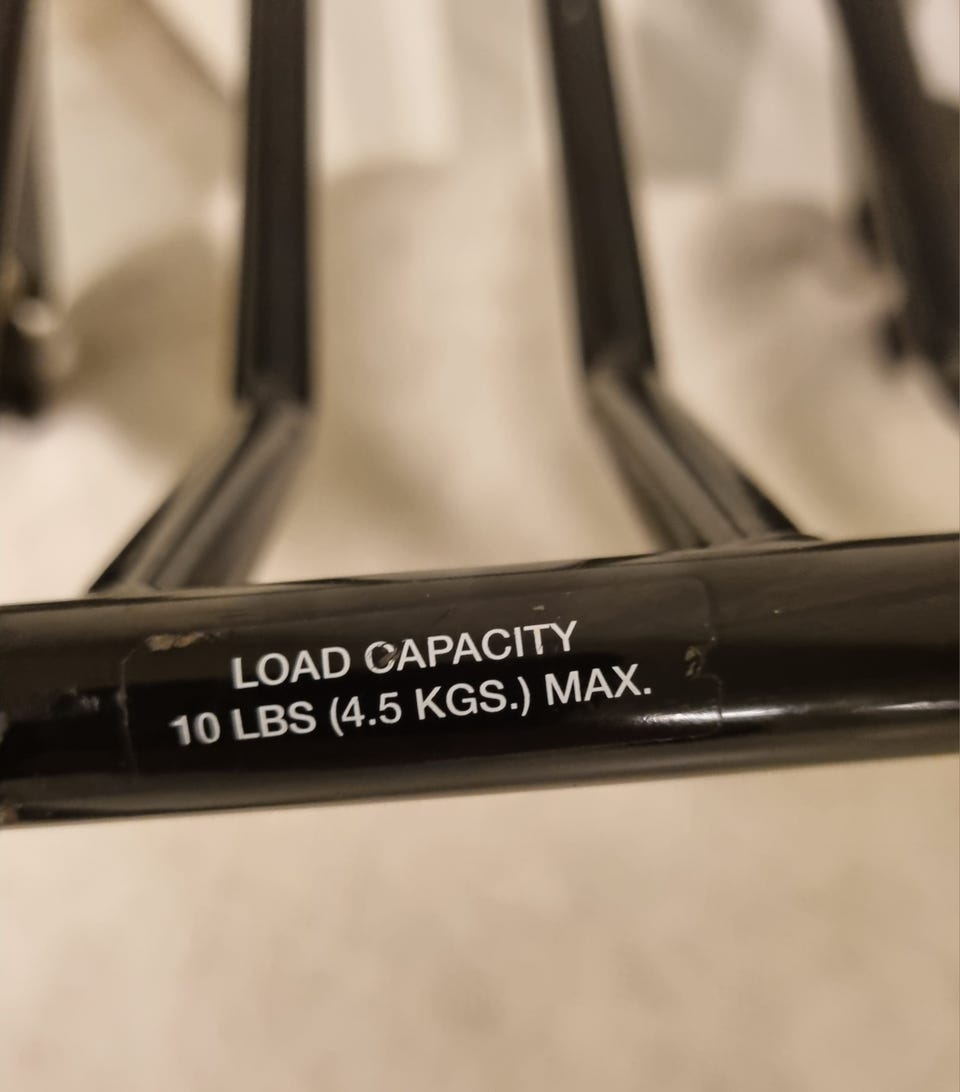 LOAD CAPACITY
10 LBS (4.5 KGS.) MAX.